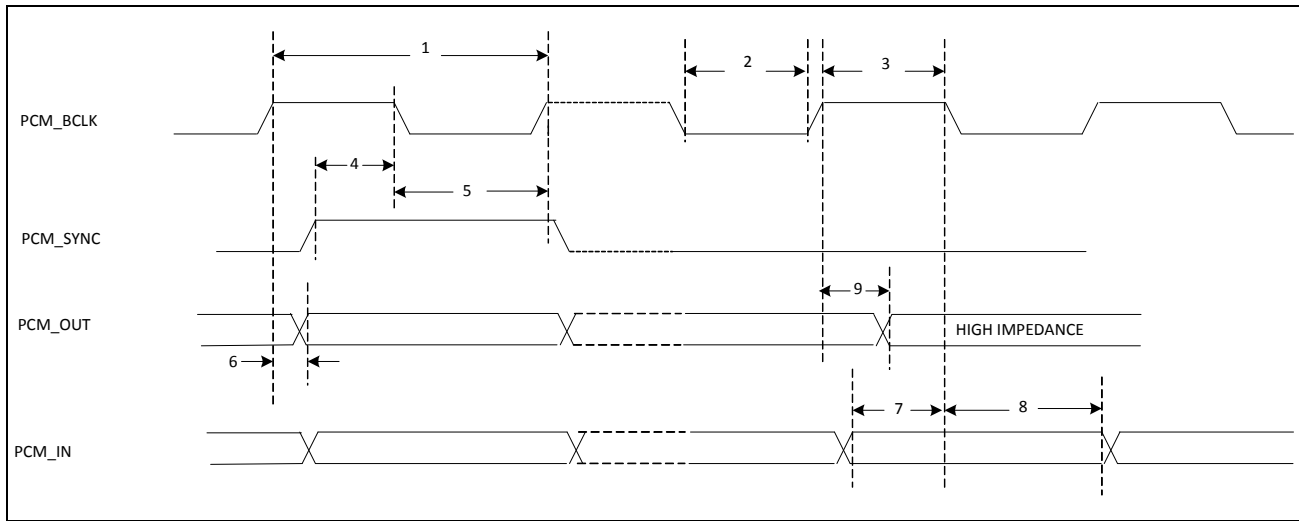 1
2
3
PCM_BCLK
4
5
PCM_SYNC
9
PCM_OUT
HIGH IMPEDANCE
6
7
8
PCM_IN